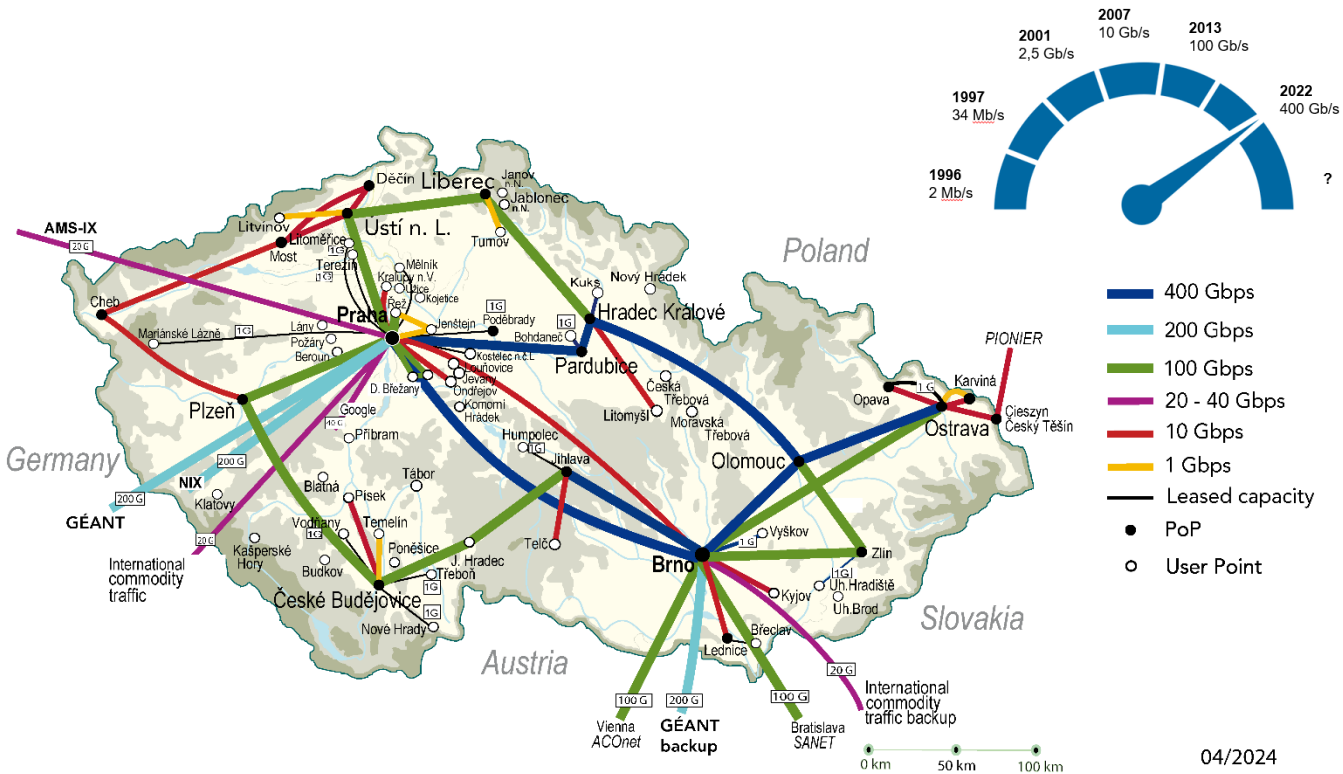 2007
10 Gb/s
2001
2,5 Gb/s
2013
100 Gb/s
1997
34 Mb/s
2022
400 Gb/s
1996
2 Mb/s
?
Děčín
Liberec
Janov
n.N.
Jablonec
n.N.
AMS-IX
20 G
Litvínov
Ústí n. L.
Litoměřice
Most
1G
Terezín
1G
Turnov
Mělník
Kralupy n.V.
Úžice
Kojetice
Řež
Poland
Kuks
Nový Hrádek
Hradec Králové
Cheb
Praha
Jenštejn
1G
Poděbrady
1G
Bohdaneč
Mariánské Lázně
1G
Lány
Požáry
Beroun
Kostelec n.č.L
Louňovice
Jevany
Ondřejov
D. Břežany
Komorní
Hrádek
Pardubice
Česká
Třebová
Litomyšl
Moravská
Třebová
400 Gbps
200 Gbps
100 Gbps
20 - 40 Gbps
10 Gbps
1 Gbps
Leased capacity
PoP
User Point
PIONIER
Opava
1 G
Karviná
Ostrava
Cieszyn
Český Těšín
Plzeň
Google
40 G
Příbram
Humpolec
1G
Jihlava
Olomouc
Germany
200 G
NIX
200 G
GÉANT
Klatovy
20 G
International
commodity
traffic
Blatná
Písek
Tábor
Vodňany
1G
Temelín
Kašperské
Hory
Budkov
Poněšice
J. Hradec
Telč
Třeboň
1G
České Budějovice
1G
Nové Hrady
Brno
1 G
Vyškov
Zlín
1G
Uh.Hradiště
Uh.Brod
Kyjov
Břeclav
Lednice
Slovakia
Austria
100 G
Vienna
ACOnet
200 G
GÉANT
backup
100 G
Bratislava
SANET
20 G
International
commodity
traffic backup
0 km
50 km
100 km
04/2024